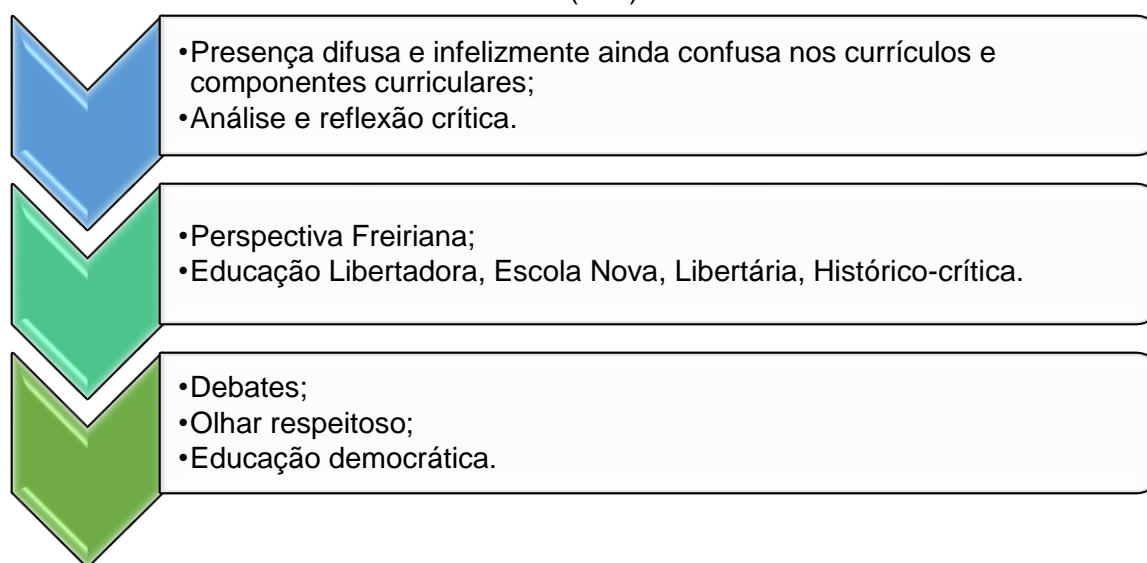 •Presença difusa e infelizmente ainda confusa nos currículos e
componentes curriculares;
•Análise e reflexão crítica.
•Perspectiva Freiriana;
•Educação Libertadora, Escola Nova, Libertária, Histórico-crítica.
•Debates;
•Olhar respeitoso;
•Educação democrática.